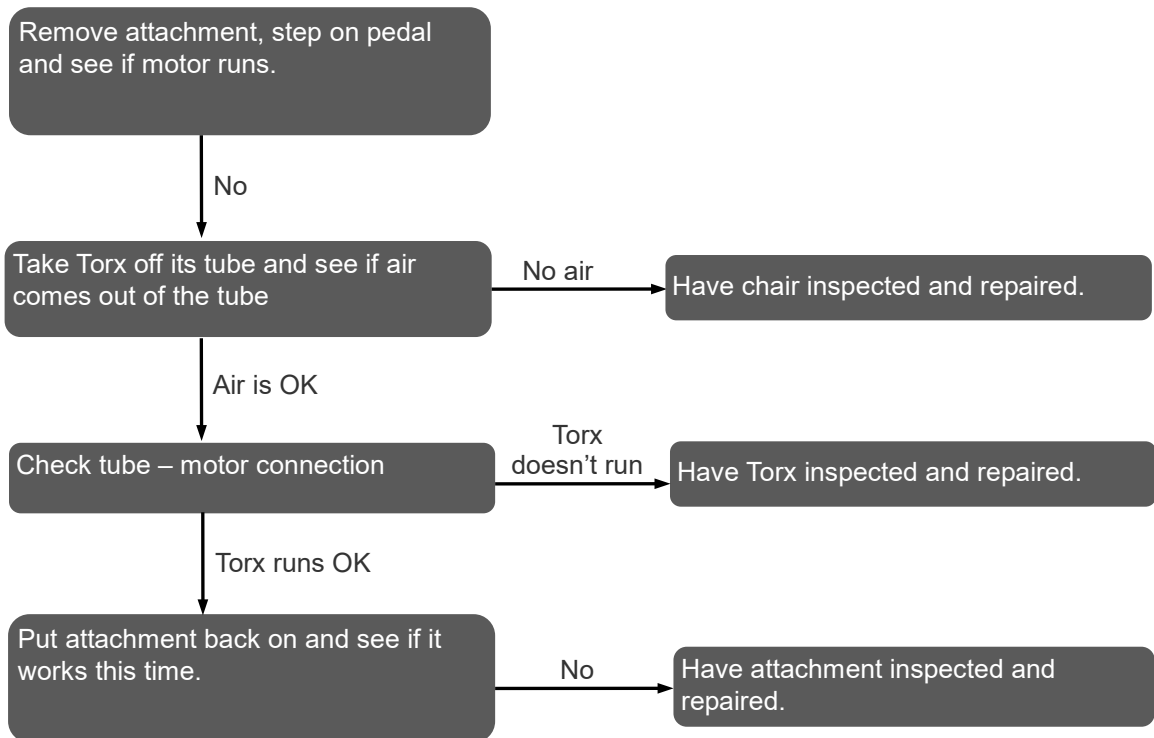 Remove attachment, step on pedal
and see if motor runs.
No
Take Torx off its tube and see if air
comes out of the tube
No air
Have chair inspected and repaired.
Air is OK
Check tube – motor connection
Torx
doesn’t run
Have Torx inspected and repaired.
Torx runs OK
Put attachment back on and see if it
works this time.
No
Have attachment inspected and
repaired.